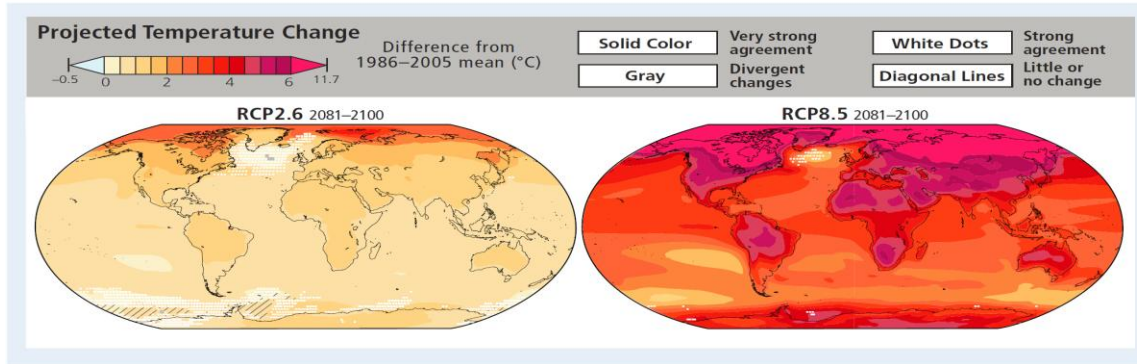 Projected Temperature Change
−0.5 0 2 4 6 11.7
Difference from
1986–2005 mean (°C)
Solid Color
Very strong
agreement
White Dots
Strong
agreement
Gray
Divergent
changes
Diagonal Lines
Little or
no change
RCP2.6 2081–2100
RCP8.5 2081–2100